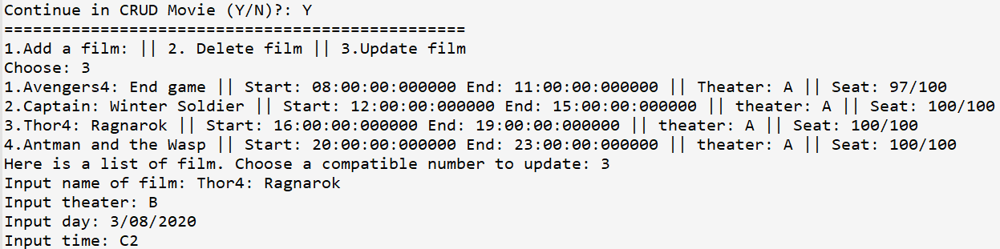 Continue in CRUD Movie (Y/N)?: Y
================================================
1.Add a film: || 2. Delete film || 3.Update film
Choose: 3
1.Avengers4: End game || Start: 08:00:00:000000 End: 11:00:00:000000 || Theater: A || Seat: 97/100
2.Captain: Winter Soldier || Start: 12:00:00:000000 End: 15:00:00:000000 || theater: A || Seat: 100/100
3.Thor4: Ragnarok || Start: 16:00:00:000000 End: 19:00:00:000000 || theater: A || Seat: 100/100
4.Antman and the Wasp || Start: 20:00:00:000000 End: 23:00:00:000000 || theater: A || Seat: 100/100
Here is a list of film. Choose a compatible number to update: 3
Input name of film: Thor4: Ragnarok
Input theater: B
Input day: 3/08/2020
Input time: C2